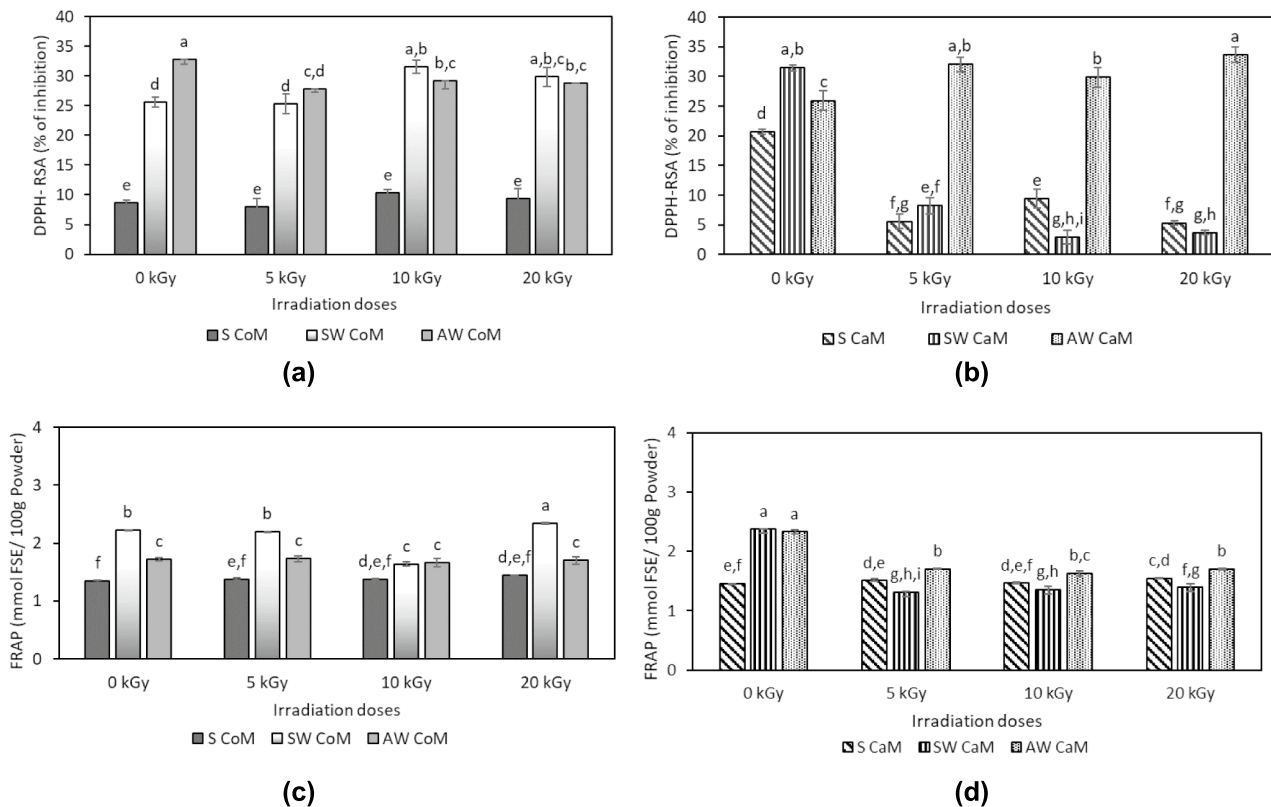 DPPH- RSA (% of inhibition)
40
35
30
25
20
15
10
5
0
e
d
a
e
d
c,d
e
a,b
b,c
e
a,b,c
b,c
0 kGy
5 kGy
10 kGy
20 kGy
Irradiation doses
S CoM
SW CoM
AW CoM
(a)
DPPH-RSA (% of inhibition)
40
35
30
25
20
15
10
5
0
d
a,b
c
f,g
e,f
a,b
e
g,h,i
b
f,g
g,h
a
0 kGy
5 kGy
10 kGy
20 kGy
Irradiation doses
S CaM
SW CaM
AW CaM
(b)
FRAP (mmol FSE/ 100g Powder)
4
3
2
1
0
f
b
c
e,f
b
c
d,e,f
c
c
d,e,f
a
c
0 kGy
5 kGy
10 kGy
20 kGy
Irradiation doses
S CoM
SW CoM
AW CoM
(c)
FRAP (mmol FSE/ 100g Powder)
4
3
2
1
0
e,f
a
a
d,e
g,h,i
b
d,e,f
g,h
b,c
c,d
f,g
b
0 kGy
5 kGy
10 kGy
20 kGy
Irradiation doses
S CaM
SW CaM
AW CaM
(d)